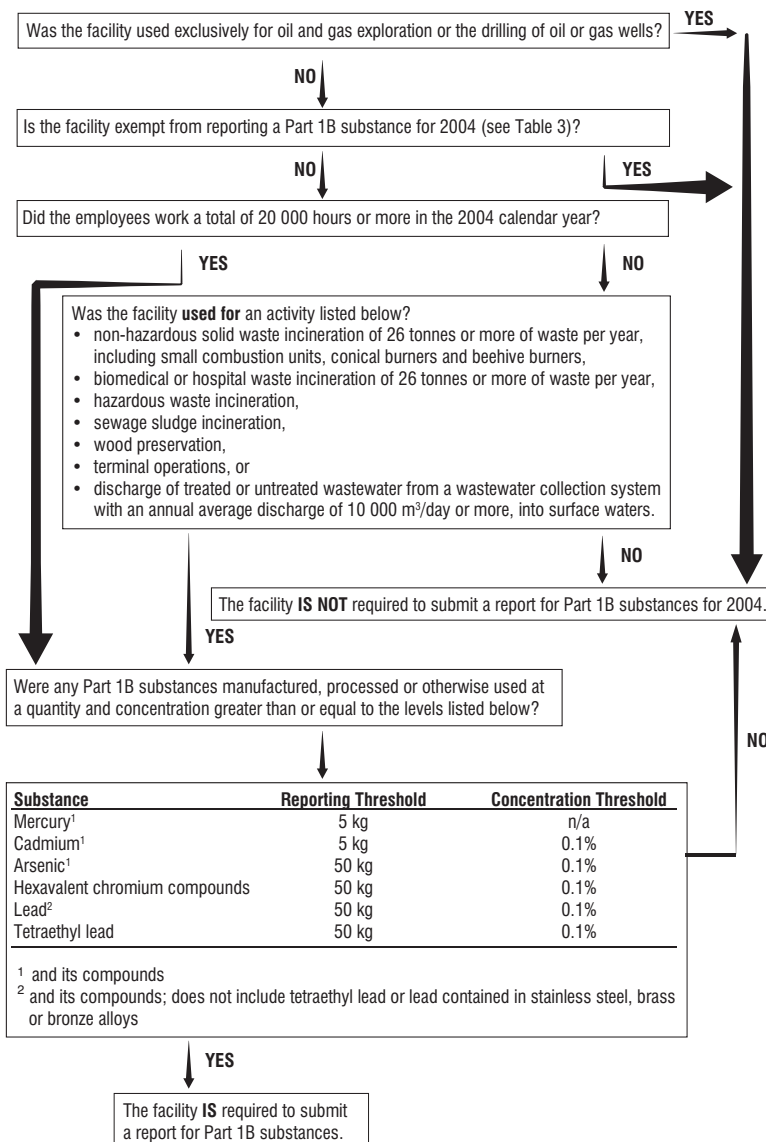 Was the facility used exclusively for oil and gas exploration or the drilling of oil or gas wells?
YES
NO
Is the facility exempt from reporting a Part 1B substance for 2004 (see Table 3)?
NO
YES
Did the employees work a total of 20 000 hours or more in the 2004 calendar year?
YES
NO
Was the facility used for an activity listed below?
• non-hazardous solid waste incineration of 26 tonnes or more of waste per year,
including small combustion units, conical burners and beehive burners,
• biomedical or hospital waste incineration of 26 tonnes or more of waste per year,
• hazardous waste incineration,
• sewage sludge incineration,
• wood preservation,
• terminal operations, or
• discharge of treated or untreated wastewater from a wastewater collection system
with an annual average discharge of 10 000 m³/day or more, into surface waters.
NO
The facility IS NOT required to submit a report for Part 1B substances for 2004.
YES
Were any Part 1B substances manufactured, processed or otherwise used at
a quantity and concentration greater than or equal to the levels listed below?
NO
Substance Reporting Threshold Concentration Threshold
Mercury¹ 5 kg n/a
Cadmium¹ 5 kg 0.1%
Arsenic¹ 50 kg 0.1%
Hexavalent chromium compounds 50 kg 0.1%
Lead² 50 kg 0.1%
Tetraethyl lead 50 kg 0.1%
¹ and its compounds
² and its compounds; does not include tetraethyl lead or lead contained in stainless steel, brass
or bronze alloys
YES
The facility IS required to submit
a report for Part 1B substances.